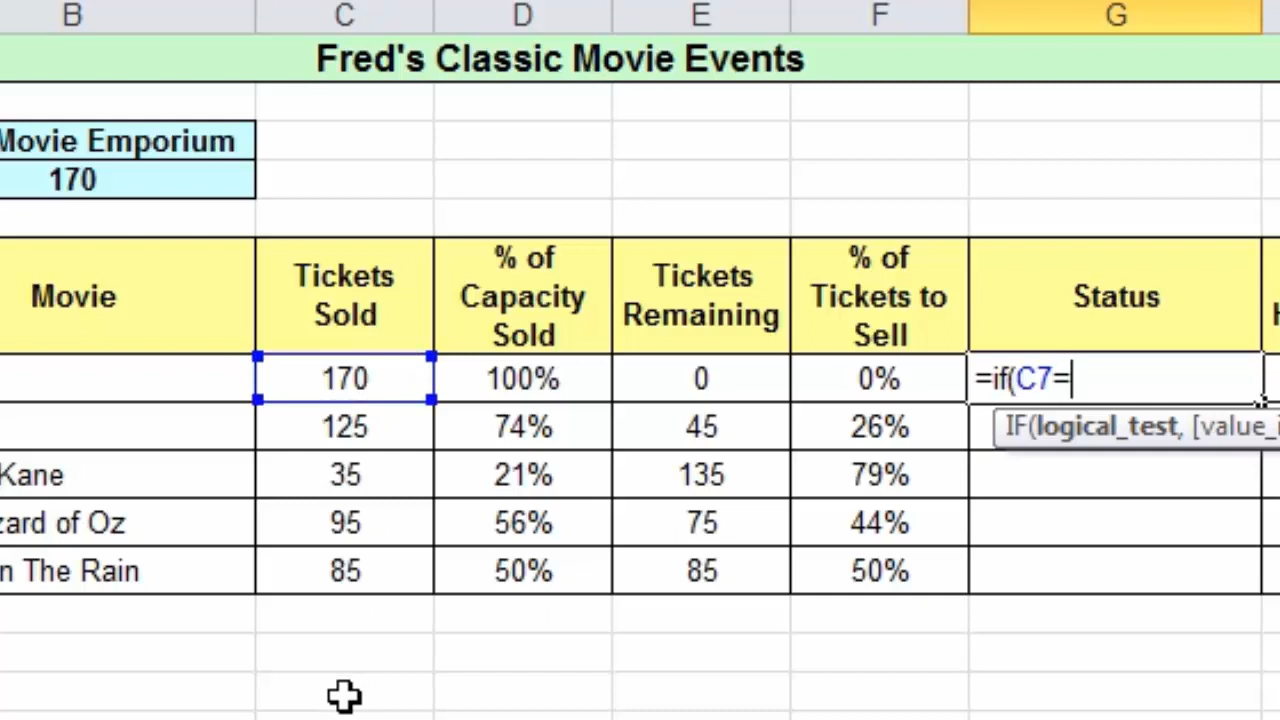 B C D E F G
Fred's Classic Movie Events
Movie Emporium
170
Movie Tickets Sold % of Capacity Sold Tickets Remaining % of Tickets to Sell Status
170 100% 0 0% =if(C7=
125 74% 45 26% IF(logical_test, [value_i
Kane 35 21% 135 79%
zard of Oz 95 56% 75 44%
n The Rain 85 50% 85 50%